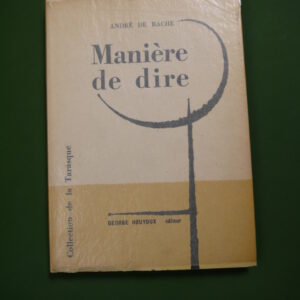 ANDRÉ DE RACHE
Manière
de dire
Collection de la Tarasque
GEORGE HOUYOUX éditeur